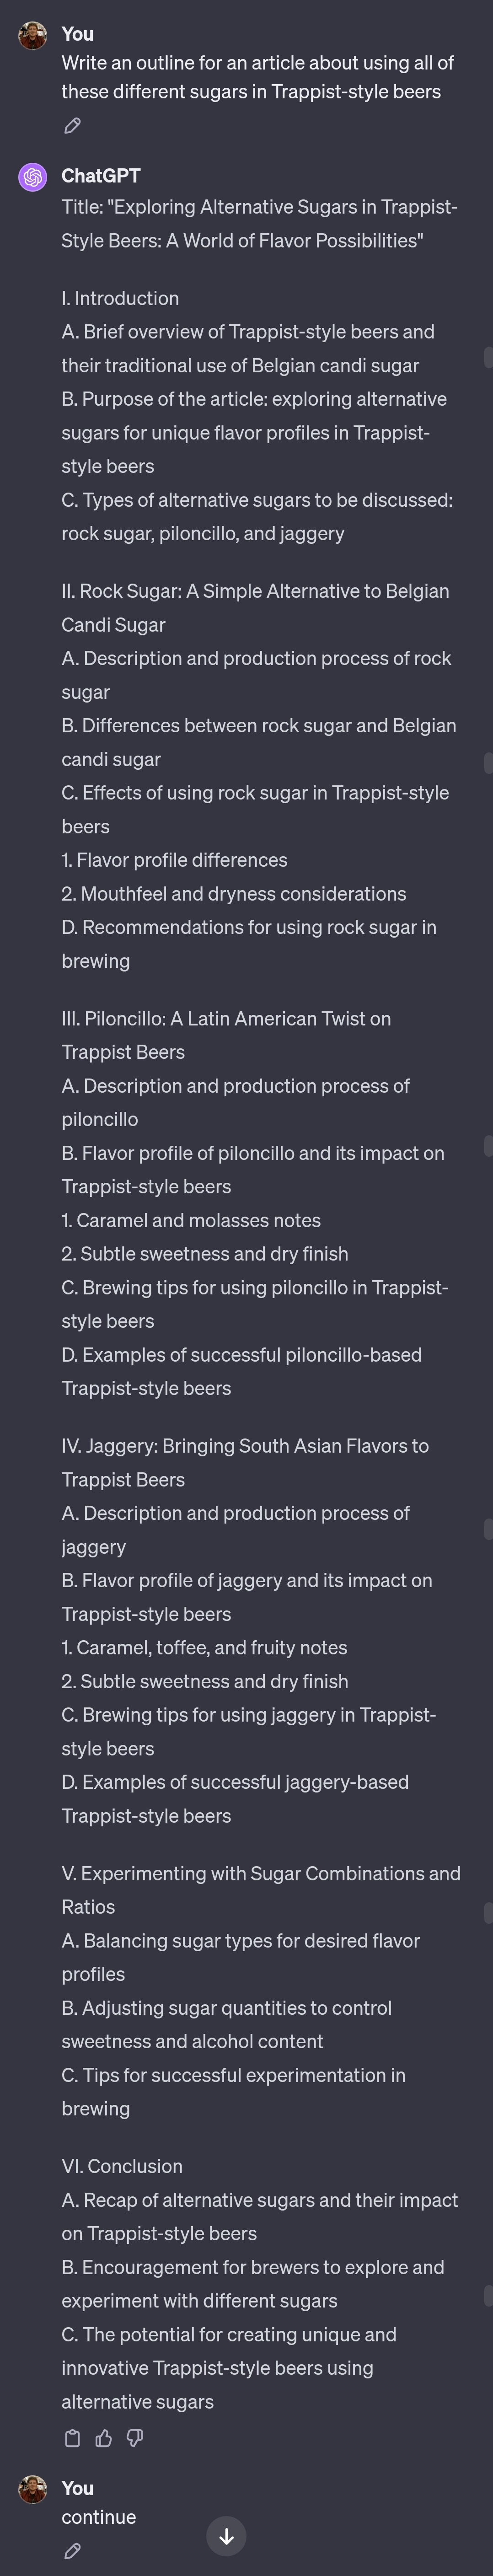 You
Write an outline for an article about using all of
these different sugars in Trappist-style beers
ChatGPT
Title: "Exploring Alternative Sugars in Trappist-
Style Beers: A World of Flavor Possibilities"
I. Introduction
A. Brief overview of Trappist-style beers and
their traditional use of Belgian candi sugar
B. Purpose of the article: exploring alternative
sugars for unique flavor profiles in Trappist-
style beers
C. Types of alternative sugars to be discussed:
rock sugar, piloncillo, and jaggery
II. Rock Sugar: A Simple Alternative to Belgian
Candi Sugar
A. Description and production process of rock
sugar
B. Differences between rock sugar and Belgian
candi sugar
C. Effects of using rock sugar in Trappist-style
beers
1. Flavor profile differences
2. Mouthfeel and dryness considerations
D. Recommendations for using rock sugar in
brewing
III. Piloncillo: A Latin American Twist on
Trappist Beers
A. Description and production process of
piloncillo
B. Flavor profile of piloncillo and its impact on
Trappist-style beers
1. Caramel and molasses notes
2. Subtle sweetness and dry finish
C. Brewing tips for using piloncillo in Trappist-
style beers
D. Examples of successful piloncillo-based
Trappist-style beers
IV. Jaggery: Bringing South Asian Flavors to
Trappist Beers
A. Description and production process of
jaggery
B. Flavor profile of jaggery and its impact on
Trappist-style beers
1. Caramel, toffee, and fruity notes
2. Subtle sweetness and dry finish
C. Brewing tips for using jaggery in Trappist-
style beers
D. Examples of successful jaggery-based
Trappist-style beers
V. Experimenting with Sugar Combinations and
Ratios
A. Balancing sugar types for desired flavor
profiles
B. Adjusting sugar quantities to control
sweetness and alcohol content
C. Tips for successful experimentation in
brewing
VI. Conclusion
A. Recap of alternative sugars and their impact
on Trappist-style beers
B. Encouragement for brewers to explore and
experiment with different sugars
C. The potential for creating unique and
innovative Trappist-style beers using
alternative sugars
You
continue